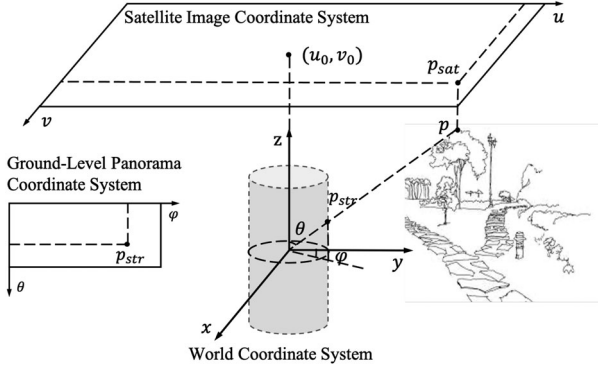 Satellite Image Coordinate System
u
(u₀, v₀)
pₛₐₜ
v
p
z
Ground-Level Panorama
Coordinate System
φ
pₛₜᵣ
θ
pₛₜᵣ
θ
φ
y
x
World Coordinate System